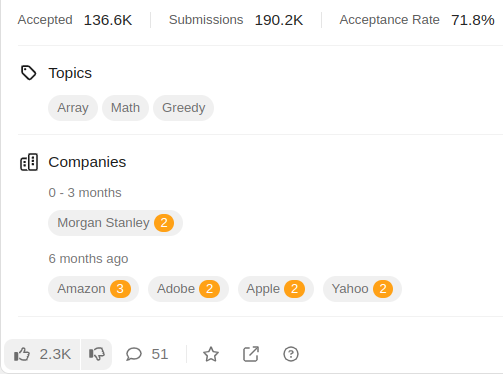 Accepted 136.6K Submissions 190.2K Acceptance Rate 71.8%
Topics
Array Math Greedy
Companies
0 - 3 months
Morgan Stanley 2
6 months ago
Amazon 3 Adobe 2 Apple 2 Yahoo 2
2.3K 51